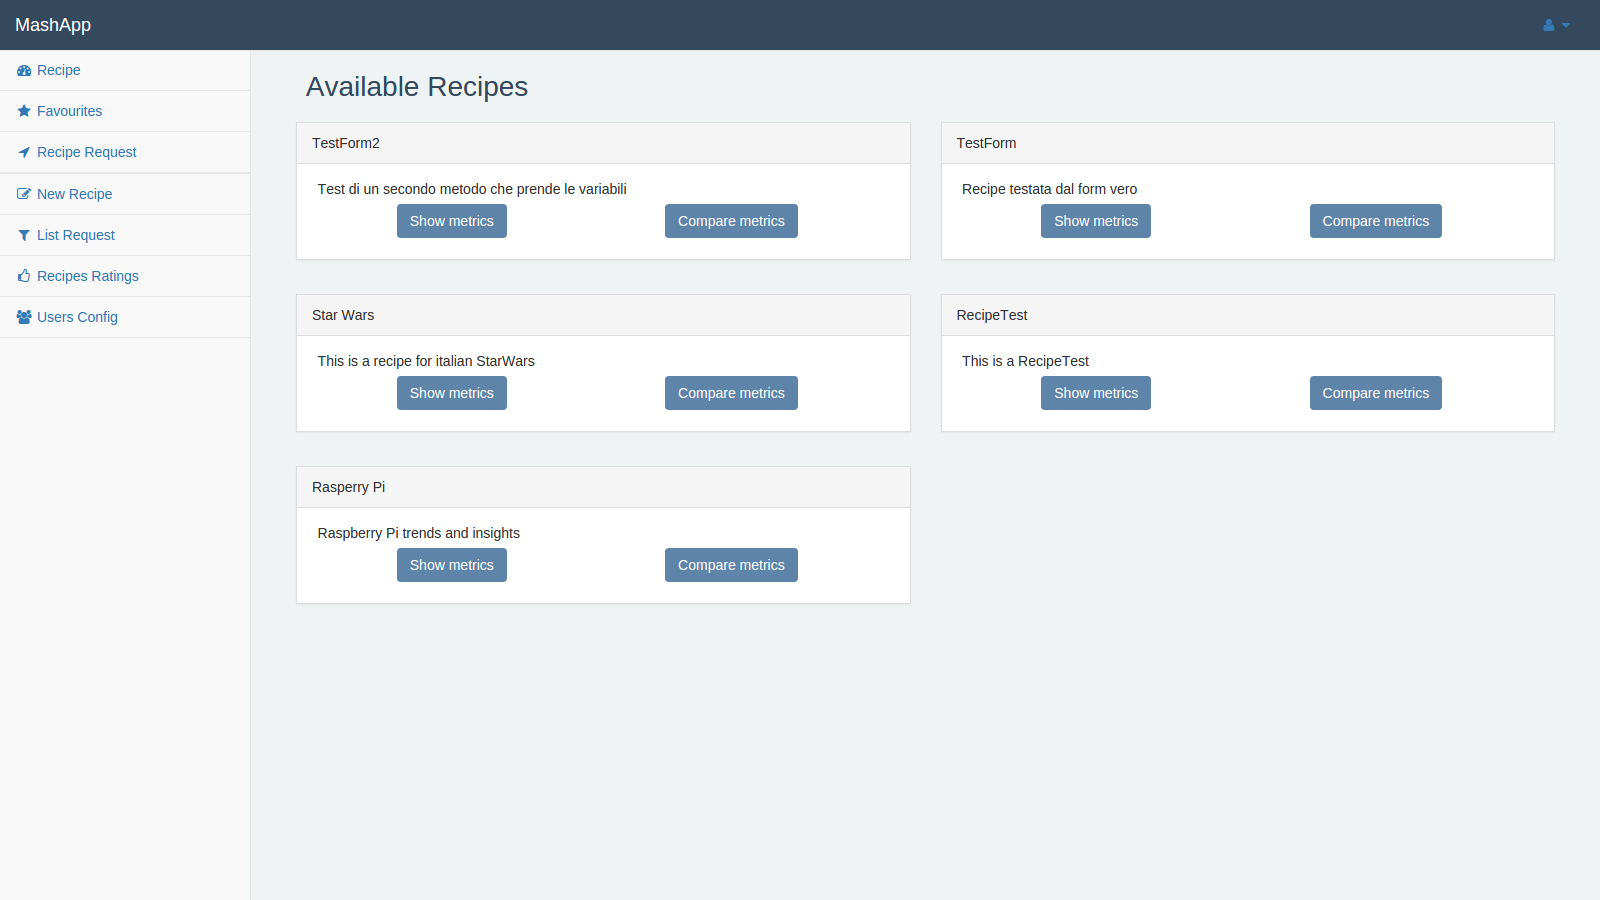 MashApp
Recipe
Favourites
Recipe Request
New Recipe
List Request
Recipes Ratings
Users Config
Available Recipes
TestForm2
Test di un secondo metodo che prende le variabili
Show metrics Compare metrics
TestForm
Recipe testata dal form vero
Show metrics Compare metrics
Star Wars
This is a recipe for italian StarWars
Show metrics Compare metrics
RecipeTest
This is a RecipeTest
Show metrics Compare metrics
Rasperry Pi
Raspberry Pi trends and insights
Show metrics Compare metrics